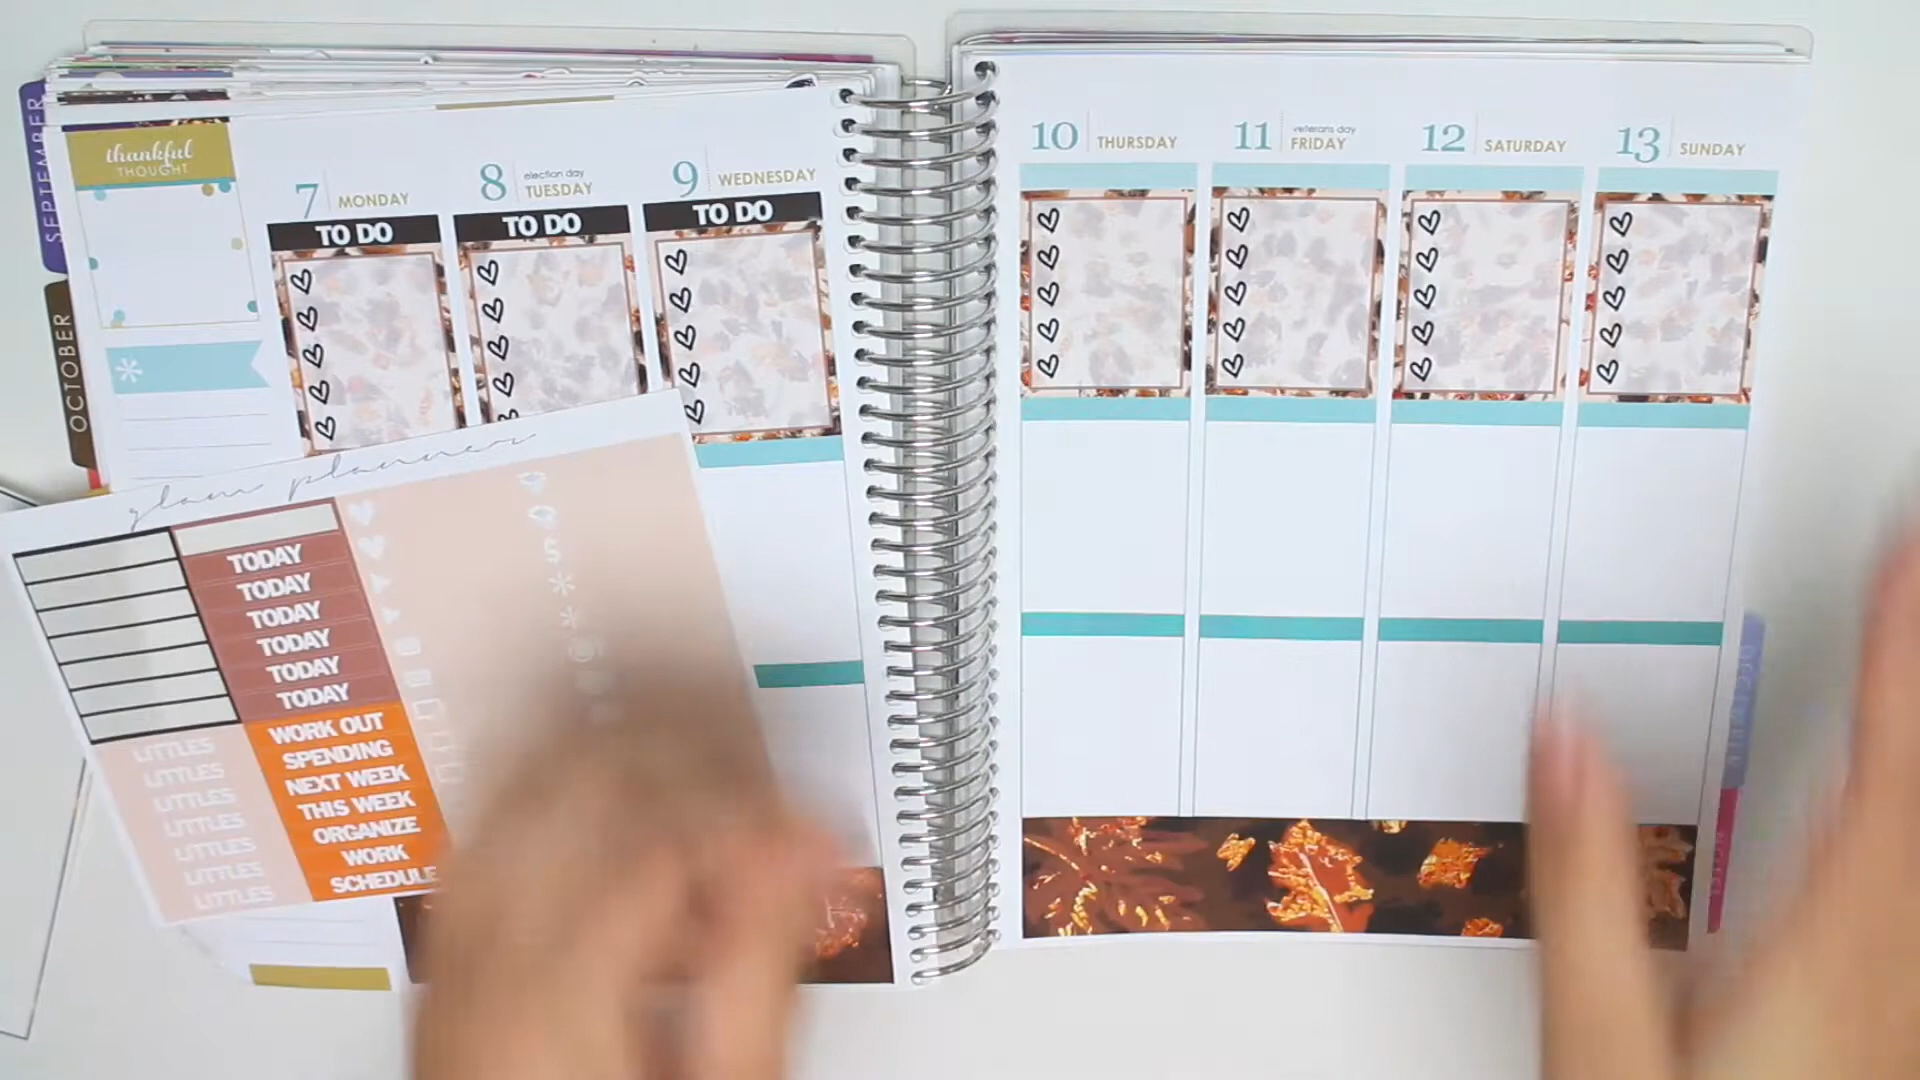 SEPTEMBER
OCTOBER
thankful
THOUGHT
7 MONDAY
8 election day TUESDAY
9 WEDNESDAY
TO DO
TO DO
TO DO
10 THURSDAY
11 veterans day FRIDAY
12 SATURDAY
13 SUNDAY
glam planner
TODAY
TODAY
TODAY
TODAY
TODAY
TODAY
WORK OUT
SPENDING
NEXT WEEK
THIS WEEK
ORGANIZE
WORK
SCHEDULE
LITTLES
LITTLES
LITTLES
LITTLES
LITTLES
LITTLES
LITTLES